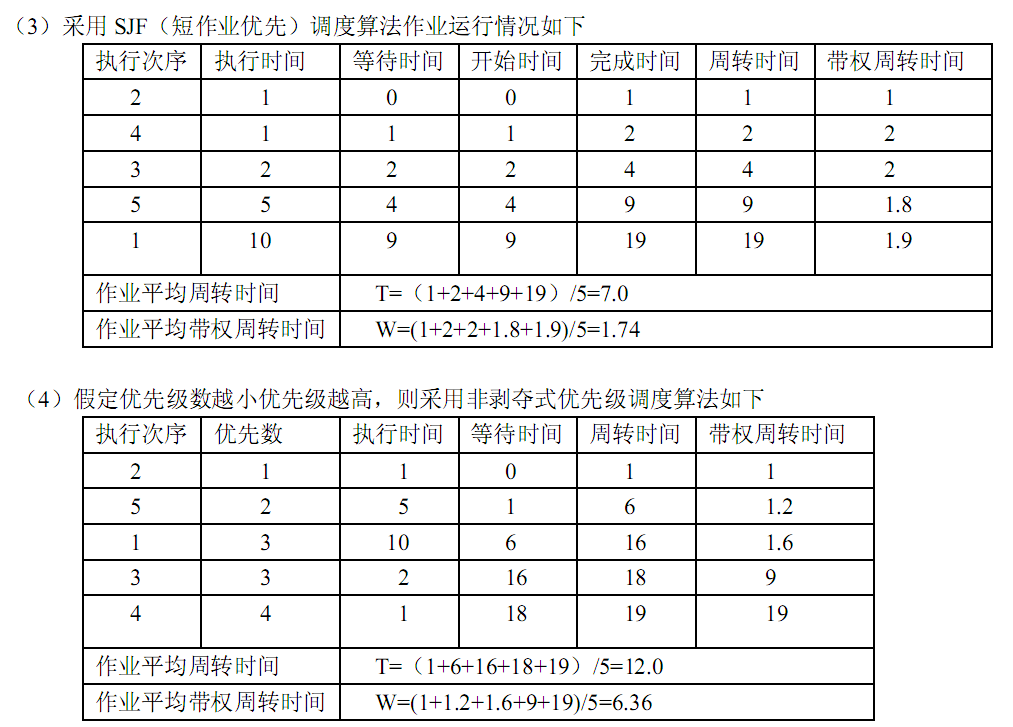 （3）采用 SJF（短作业优先）调度算法作业运行情况如下
执行次序 执行时间 等待时间 开始时间 完成时间 周转时间 带权周转时间
2 1 0 0 1 1 1
4 1 1 1 2 2 2
3 2 2 2 4 4 2
5 5 4 4 9 9 1.8
1 10 9 9 19 19 1.9
作业平均周转时间 T=（1+2+4+9+19）/5=7.0
作业平均带权周转时间 W=(1+2+2+1.8+1.9)/5=1.74
（4）假定优先级数越小优先级越高，则采用非剥夺式优先级调度算法如下
执行次序 优先数 执行时间 等待时间 周转时间 带权周转时间
2 1 1 0 1 1
5 2 5 1 6 1.2
1 3 10 6 16 1.6
3 3 2 16 18 9
4 4 1 18 19 19
作业平均周转时间 T=（1+6+16+18+19）/5=12.0
作业平均带权周转时间 W=(1+1.2+1.6+9+19)/5=6.36